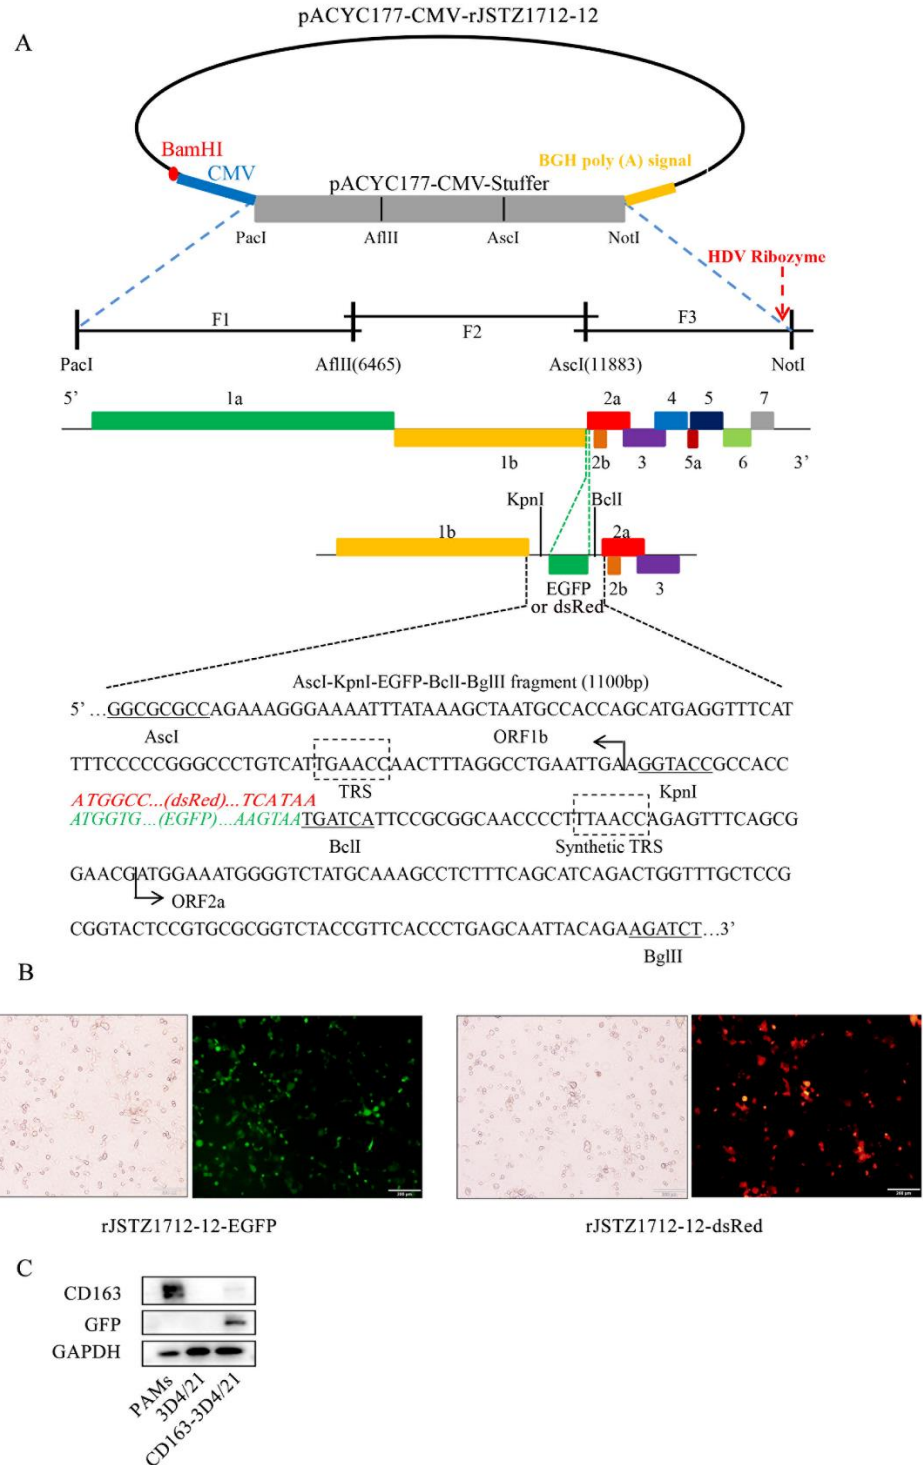 pACYC177-CMV-rJSTZ1712-12
A
BamHI
CMV
BGH poly (A) signal
pACYC177-CMV-Stuffer
PacI AflII AscI NotI
HDV Ribozyme
F1 F2 F3
PacI AflII(6465) AscI(11883) NotI
5’ 1a 2a 4 5 7
1b 2b 3 5a 6 3’
KpnI BclI
1b 2a
EGFP 2b 3
or dsRed
AscI-KpnI-EGFP-BclI-BglII fragment (1100bp)
5’ ...GGCGCGCCAGAAAGGGAAAATTTATAAAGCTAATGCCACCAGCATGAGGTTTCAT
AscI ORF1b
TTTCCCCCGGGCCCTGTCATTGAACCAACTTTAGGCCTGAATTGAAGGTACCGCCACC
TRS KpnI
ATGGCC...(dsRed)...TCATAA
ATGGTG...(EGFP)...AAGTAATGATCATTCCGCGGCAACCCCTTTAACCAGAGTTTCAGCG
BclI Synthetic TRS
GAACGATGGAAATGGGGTCTATGCAAAGCCTCTTTCAGCATCAGACTGGTTTGCTCCG
ORF2a
CGGTACTCCGTGCGCGGTCTACCGTTCACCCTGAGCAATTACAGAAGATCT...3’
BglII
B
rJSTZ1712-12-EGFP rJSTZ1712-12-dsRed
C
CD163
GFP
GAPDH
PAMs
3D4/21
CD163-3D4/21